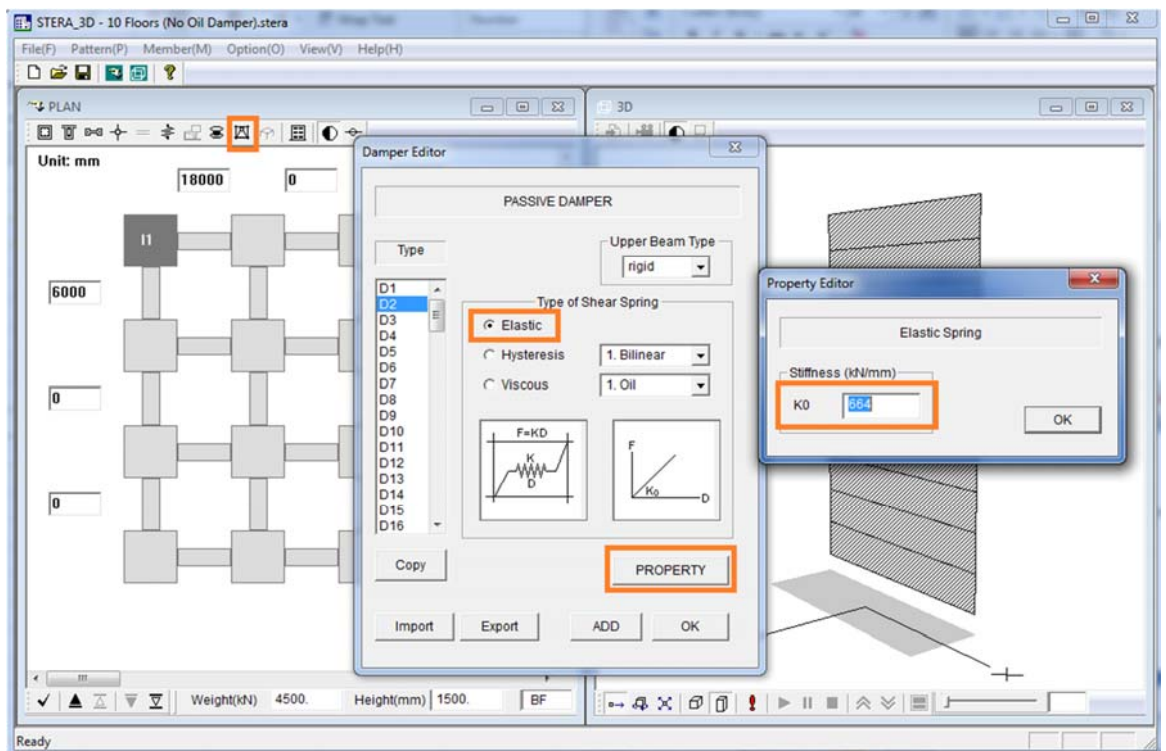 STERA_3D - 10 Floors (No Oil Damper).stera
File(F) Pattern(P) Member(M) Option(O) View(V) Help(H)
PLAN
3D
Unit: mm
18000
0
I1
6000
0
0
Damper Editor
PASSIVE DAMPER
Type
Upper Beam Type
rigid
D1
D2
D3
D4
D5
D6
D7
D8
D9
D10
D11
D12
D13
D14
D15
D16
Type of Shear Spring
Elastic
Hysteresis 1. Bilinear
Viscous 1. Oil
F=KD
K
D
F
Ko
D
Copy
PROPERTY
Import Export ADD OK
Property Editor
Elastic Spring
Stiffness (kN/mm)
K0 664
OK
Weight(kN) 4500. Height(mm) 1500. BF
Ready